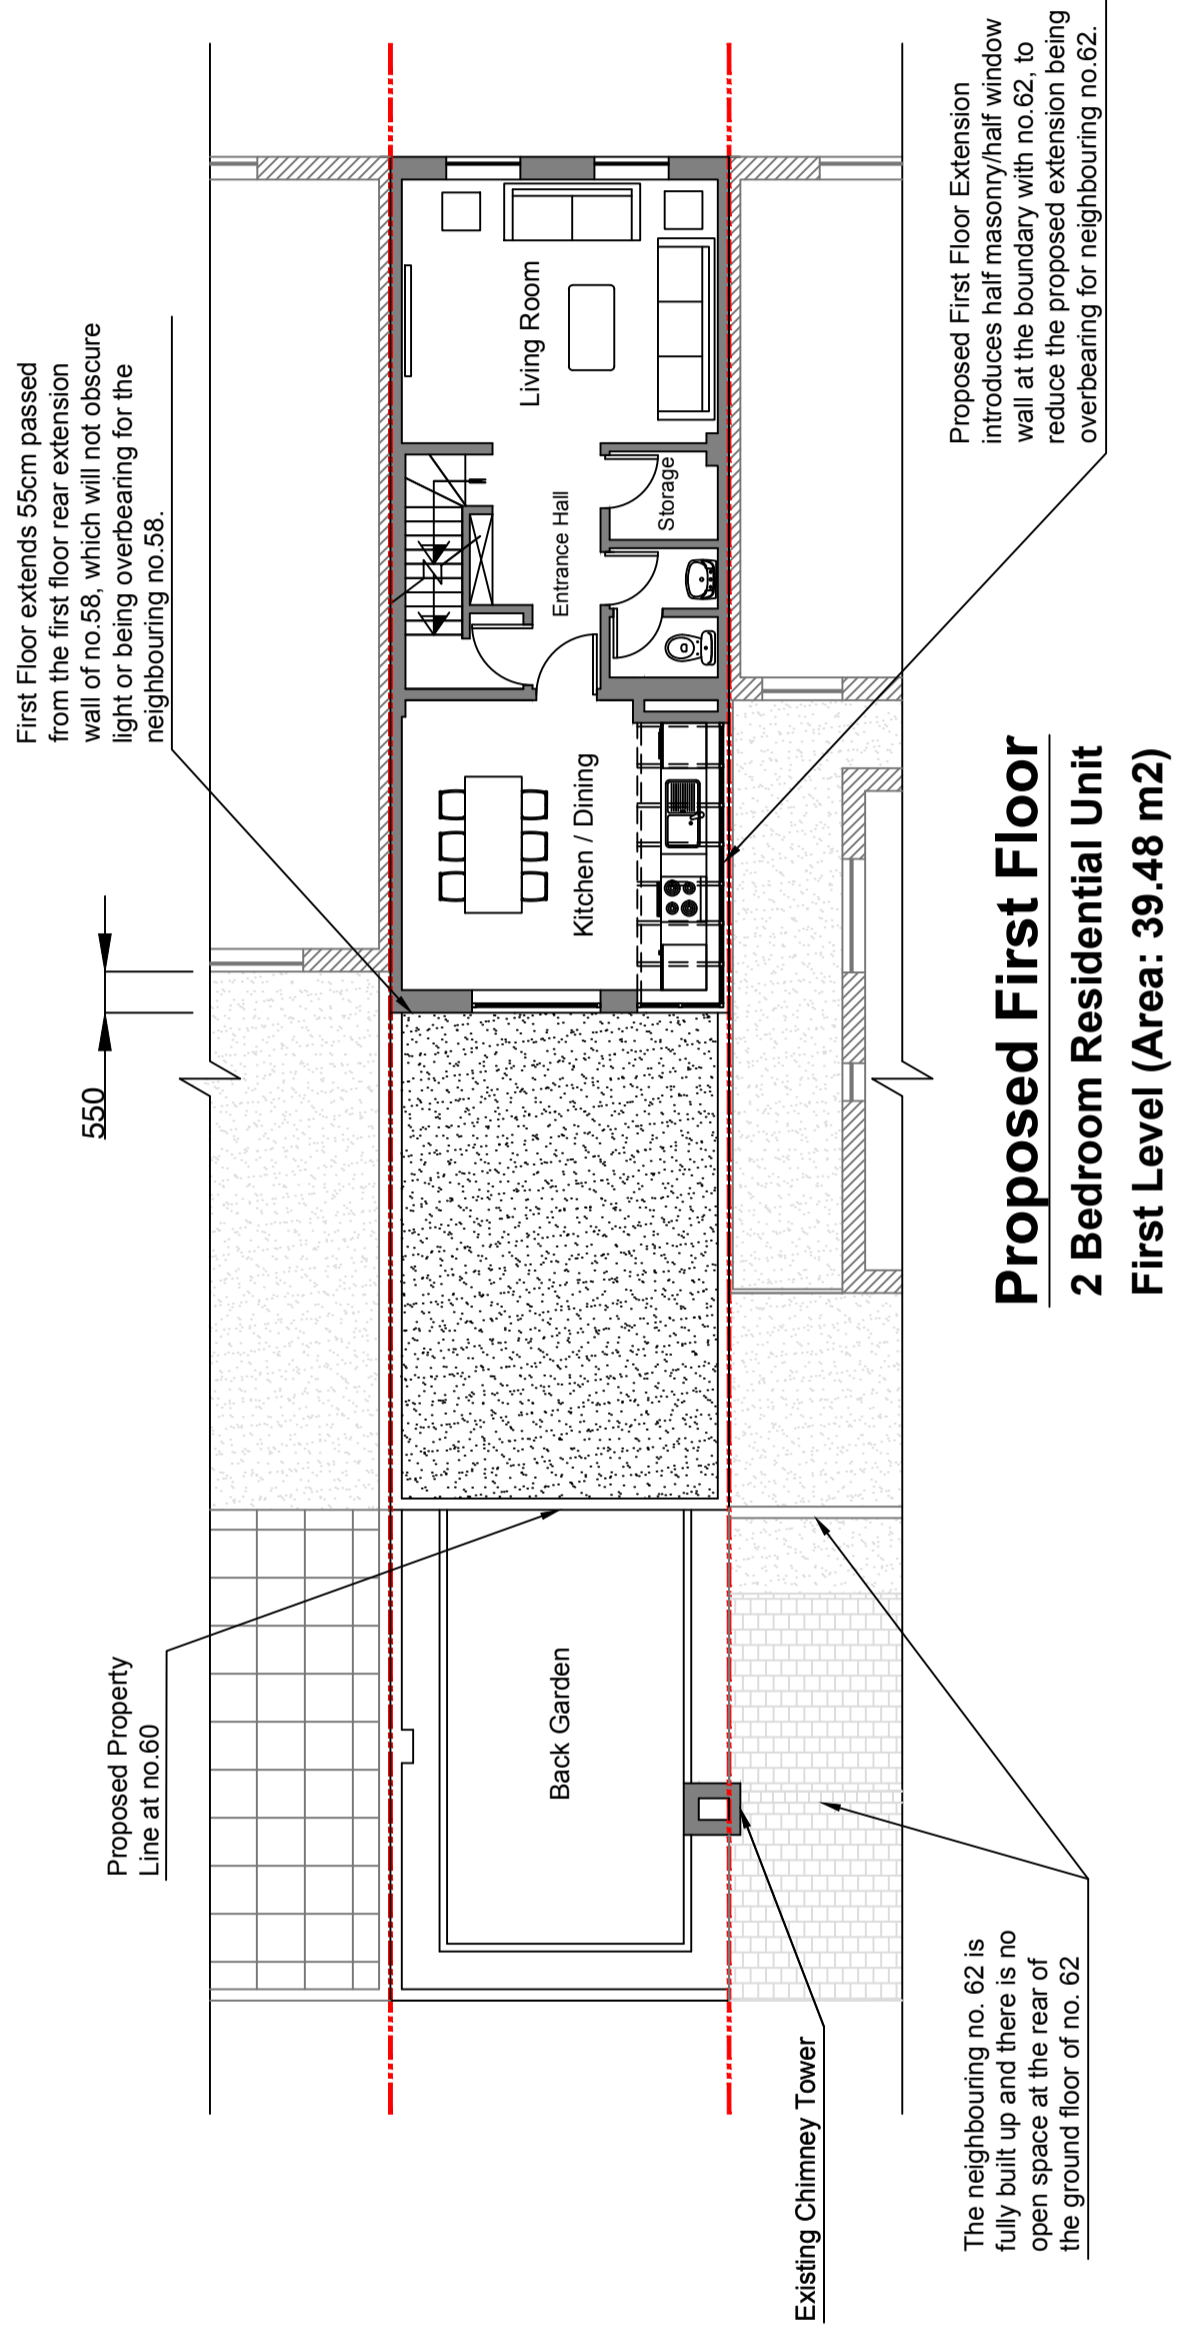 Proposed Property
Line at no.60
550
First Floor extends 55cm passed
from the first floor rear extension
wall of no.58, which will not obscure
light or being overbearing for the
neighbouring no.58.
Back Garden
Kitchen / Dining
Entrance Hall
Storage
Living Room
Existing Chimney Tower
The neighbouring no. 62 is
fully built up and there is no
open space at the rear of
the ground floor of no. 62
Proposed First Floor Extension
introduces half masonry/half window
wall at the boundary with no.62, to
reduce the proposed extension being
overbearing for neighbouring no.62.
Proposed First Floor
2 Bedroom Residential Unit
First Level (Area: 39.48 m2)